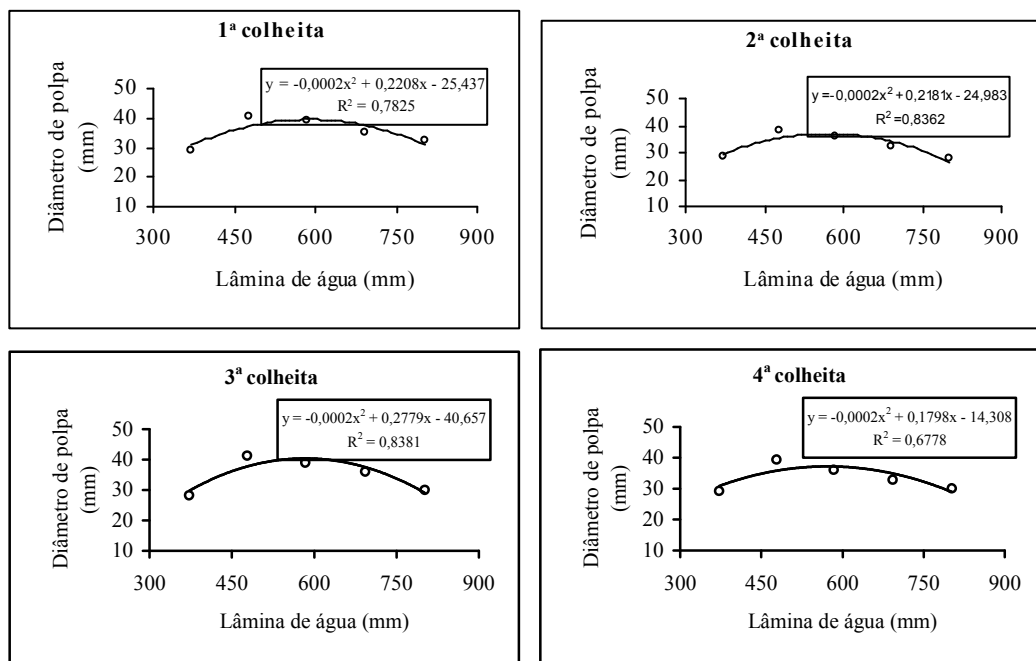 1ª colheita
y = -0,0002x² + 0,2208x - 25,437
R² = 0,7825
Diâmetro de polpa
(mm)
50
40
30
20
10
300 450 600 750 900
Lâmina de água (mm)
2ª colheita
y =-0,0002x² + 0,2181x - 24,983
R² =0,8362
Diâmetro de polpa
(mm)
50
40
30
20
10
300 450 600 750 900
Lâmina de água (mm)
3ª colheita
y = -0,0002x² + 0,2779x - 40,657
R² = 0,8381
Diâmetro de polpa
(mm)
50
40
30
20
10
300 450 600 750 900
Lâmina de água (mm)
4ª colheita
y = -0,0002x² + 0,1798x - 14,308
R² = 0,6778
Diâmetro de polpa
(mm)
50
40
30
20
10
300 450 600 750 900
Lâmina de água (mm)